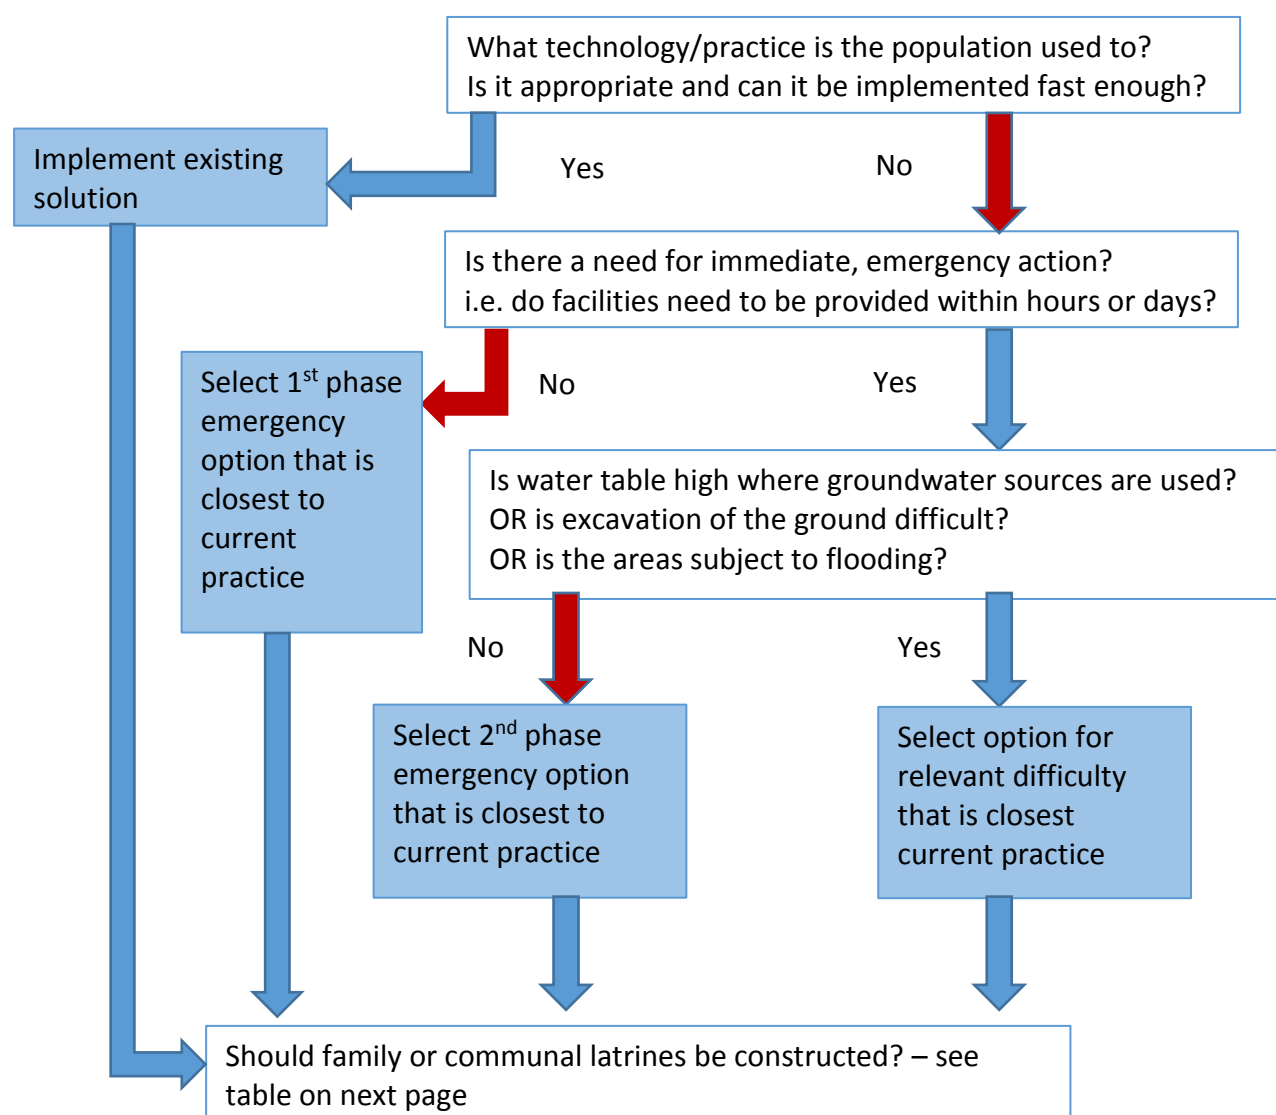 What technology/practice is the population used to?
Is it appropriate and can it be implemented fast enough?
Implement existing
solution
Yes
No
Is there a need for immediate, emergency action?
i.e. do facilities need to be provided within hours or days?
Select 1st phase
emergency
option that is
closest to
current
practice
No
Yes
Is water table high where groundwater sources are used?
OR is excavation of the ground difficult?
OR is the areas subject to flooding?
No
Yes
Select 2nd phase
emergency option
that is closest to
current practice
Select option for
relevant difficulty
that is closest
current practice
Should family or communal latrines be constructed? – see
table on next page